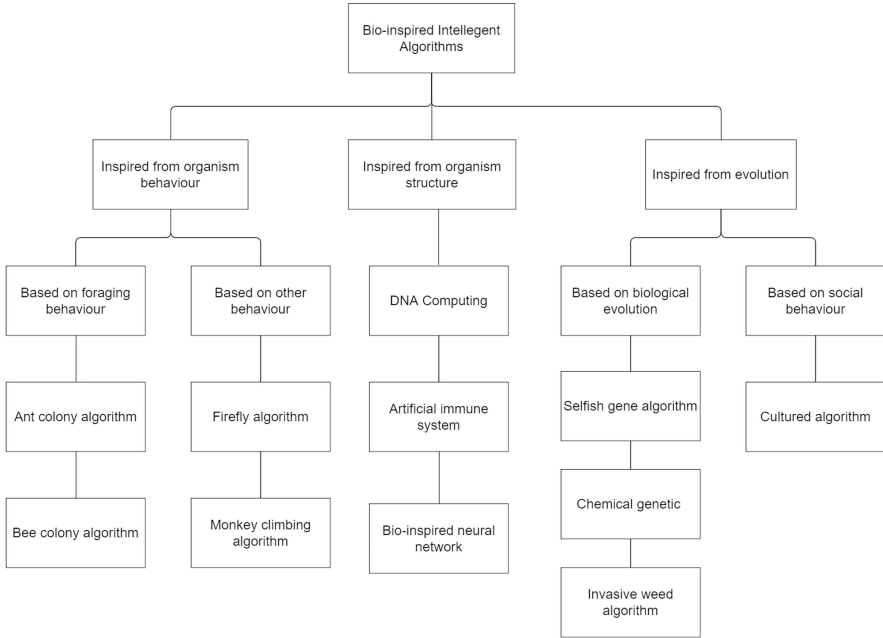 Bio-inspired Intellegent
Algorithms
Inspired from organism
behaviour
Inspired from organism
structure
Inspired from evolution
Based on foraging
behaviour
Based on other
behaviour
DNA Computing
Based on biological
evolution
Based on social
behaviour
Ant colony algorithm
Firefly algorithm
Artificial immune
system
Selfish gene algorithm
Cultured algorithm
Bee colony algorithm
Monkey climbing
algorithm
Bio-inspired neural
network
Chemical genetic
Invasive weed
algorithm